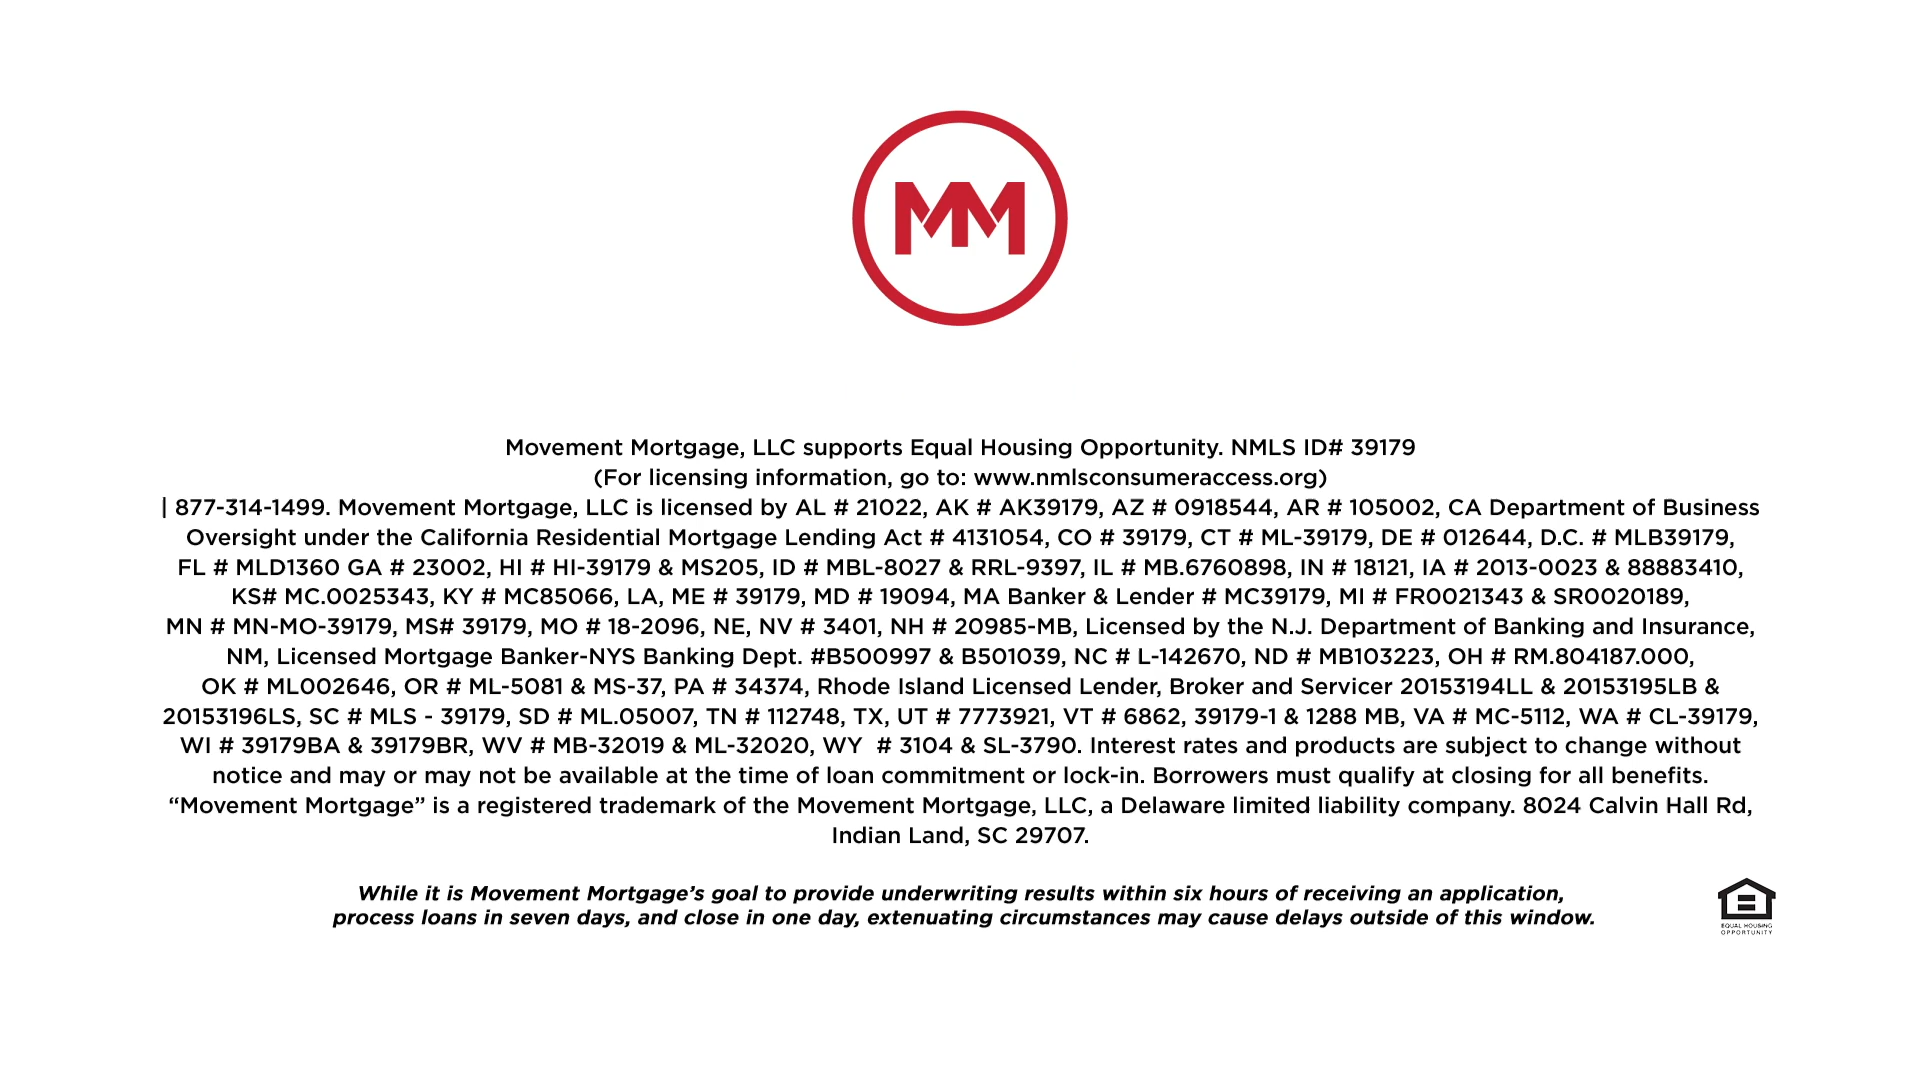 MM
Movement Mortgage, LLC supports Equal Housing Opportunity. NMLS ID# 39179
(For licensing information, go to: www.nmlsconsumeraccess.org)
| 877-314-1499. Movement Mortgage, LLC is licensed by AL # 21022, AK # AK39179, AZ # 0918544, AR # 105002, CA Department of Business
Oversight under the California Residential Mortgage Lending Act # 4131054, CO # 39179, CT # ML-39179, DE # 012644, D.C. # MLB39179,
FL # MLD1360 GA # 23002, HI # HI-39179 & MS205, ID # MBL-8027 & RRL-9397, IL # MB.6760898, IN # 18121, IA # 2013-0023 & 88883410,
KS# MC.0025343, KY # MC85066, LA, ME # 39179, MD # 19094, MA Banker & Lender # MC39179, MI # FR0021343 & SR0020189,
MN # MN-MO-39179, MS# 39179, MO # 18-2096, NE, NV # 3401, NH # 20985-MB, Licensed by the N.J. Department of Banking and Insurance,
NM, Licensed Mortgage Banker-NYS Banking Dept. #B500997 & B501039, NC # L-142670, ND # MB103223, OH # RM.804187.000,
OK # ML002646, OR # ML-5081 & MS-37, PA # 34374, Rhode Island Licensed Lender, Broker and Servicer 20153194LL & 20153195LB &
20153196LS, SC # MLS - 39179, SD # ML.05007, TN # 112748, TX, UT # 7773921, VT # 6862, 39179-1 & 1288 MB, VA # MC-5112, WA # CL-39179,
WI # 39179BA & 39179BR, WV # MB-32019 & ML-32020, WY  # 3104 & SL-3790. Interest rates and products are subject to change without
notice and may or may not be available at the time of loan commitment or lock-in. Borrowers must qualify at closing for all benefits.
“Movement Mortgage” is a registered trademark of the Movement Mortgage, LLC, a Delaware limited liability company. 8024 Calvin Hall Rd,
Indian Land, SC 29707.
While it is Movement Mortgage’s goal to provide underwriting results within six hours of receiving an application,
process loans in seven days, and close in one day, extenuating circumstances may cause delays outside of this window.
EQUAL HOUSING
OPPORTUNITY